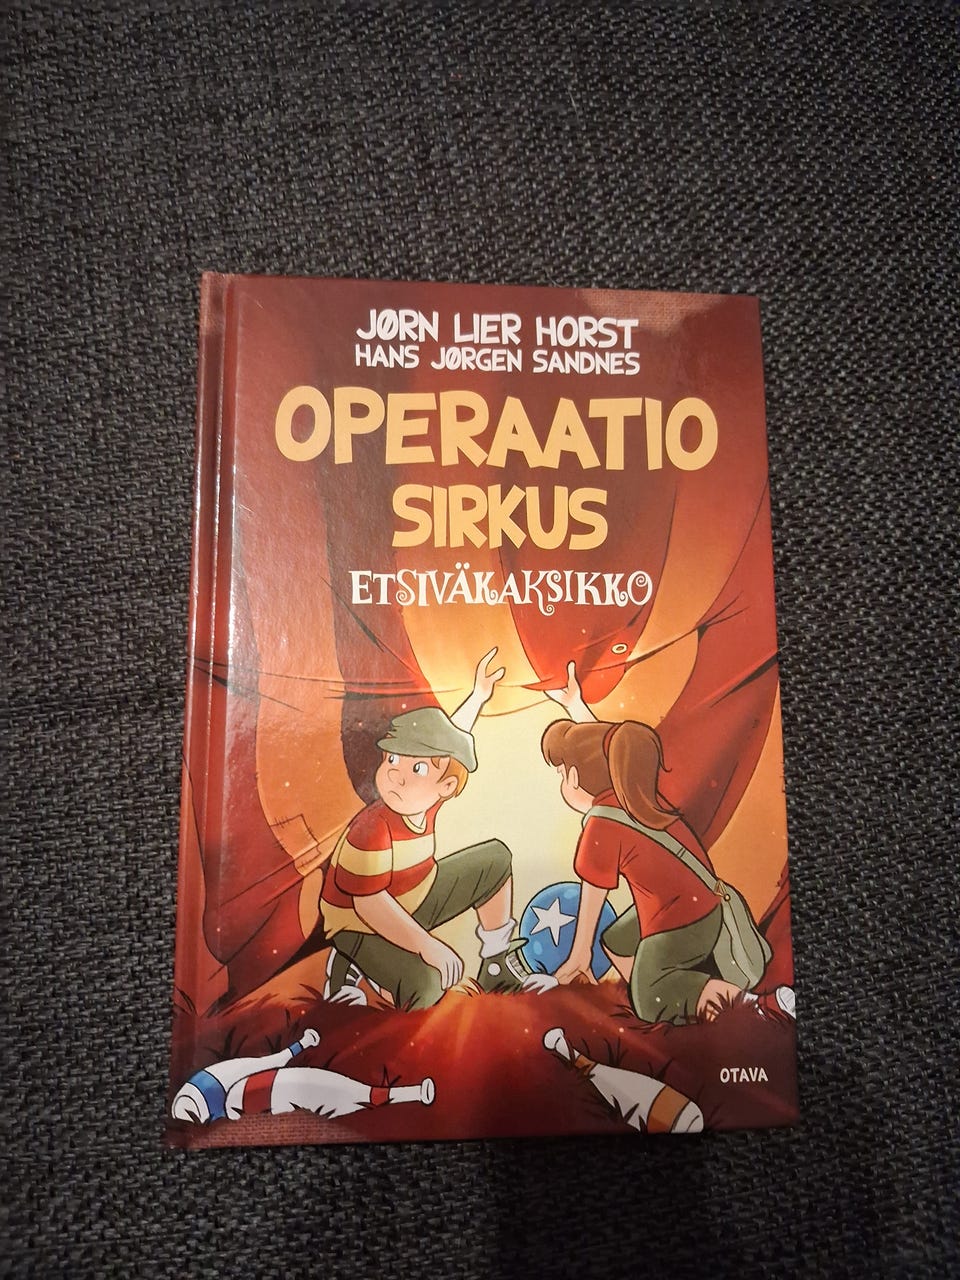 JØRN LIER HORST
HANS JØRGEN SANDNES
OPERAATIO
SIRKUS
ETSIVÄKAKSIKKO
OTAVA